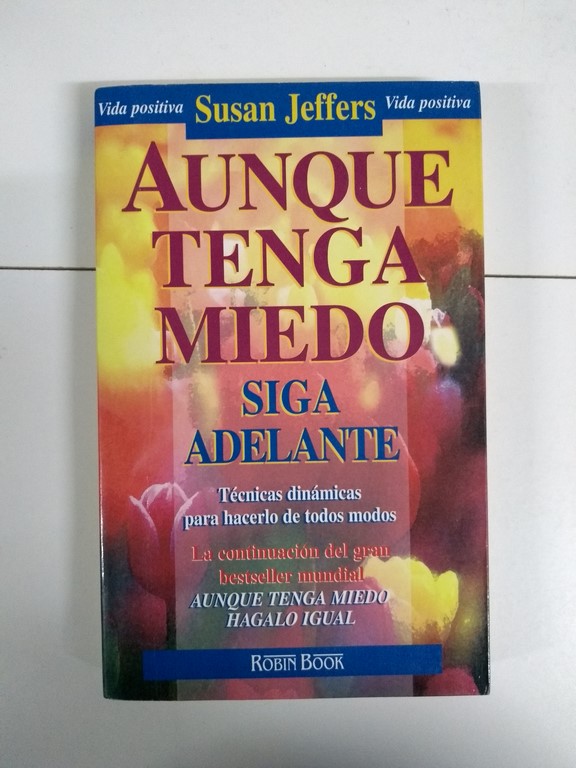 Vida positiva Susan Jeffers Vida positiva
AUNQUE
TENGA
MIEDO
SIGA
ADELANTE
Técnicas dinámicas
para hacerlo de todos modos
La continuación del gran
bestseller mundial
AUNQUE TENGA MIEDO
HAGALO IGUAL
ROBIN BOOK